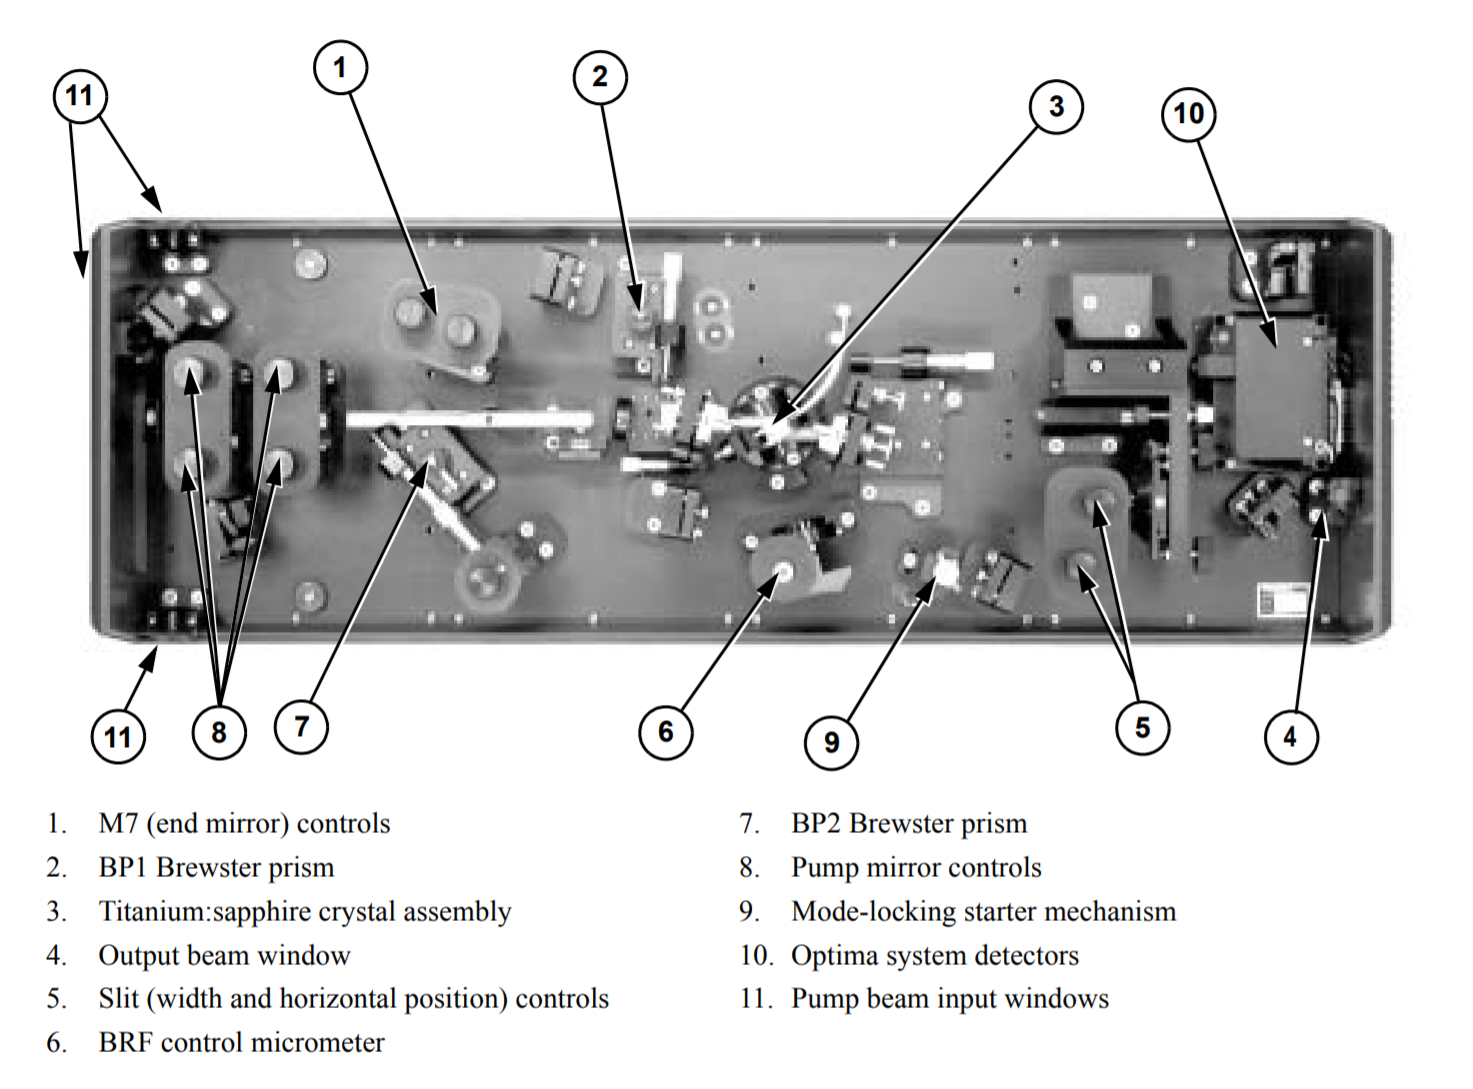 1
2
11
3
10
11
8
7
6
9
5
4
1. M7 (end mirror) controls
2. BP1 Brewster prism
3. Titanium:sapphire crystal assembly
4. Output beam window
5. Slit (width and horizontal position) controls
6. BRF control micrometer
7. BP2 Brewster prism
8. Pump mirror controls
9. Mode-locking starter mechanism
10. Optima system detectors
11. Pump beam input windows